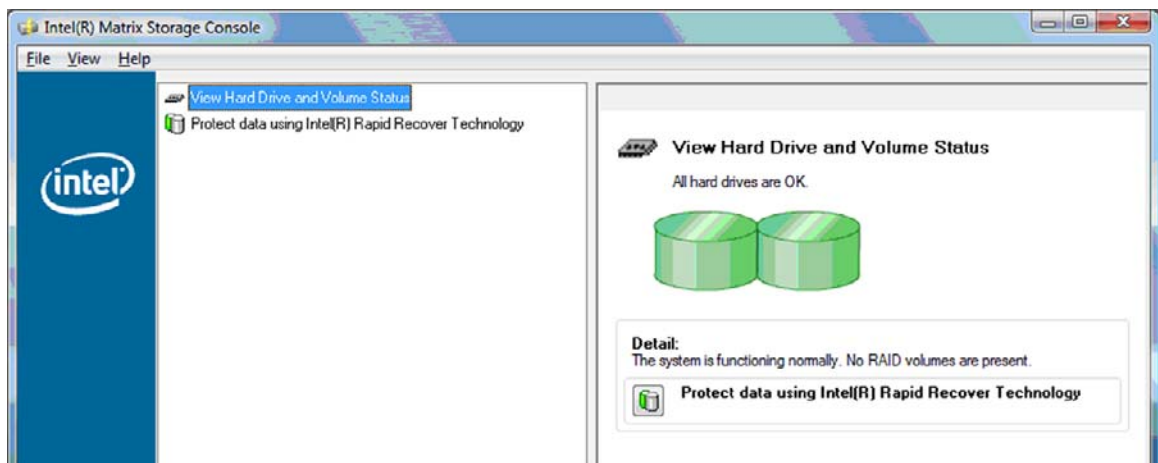 Intel(R) Matrix Storage Console
File View Help
View Hard Drive and Volume Status
Protect data using Intel(R) Rapid Recover Technology
intel
View Hard Drive and Volume Status
All hard drives are OK.
Detail:
The system is functioning normally. No RAID volumes are present.
Protect data using Intel(R) Rapid Recover Technology